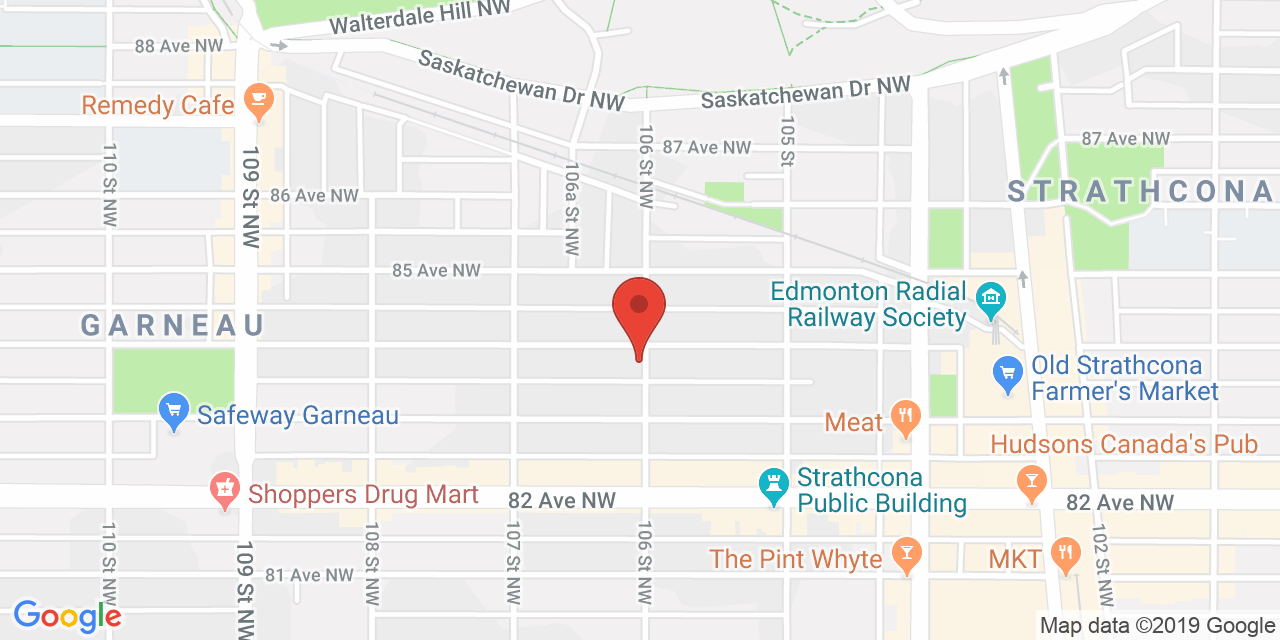 Walterdale Hill NW
88 Ave NW
Saskatchewan Dr NW
Saskatchewan Dr NW
Remedy Cafe
109 St NW
110 St NW
106 St NW
87 Ave NW
105 St
87 Ave NW
86 Ave NW
106a St NW
STRATHCONA
85 Ave NW
Edmonton Radial
Railway Society
GARNEAU
Old Strathcona
Farmer's Market
Safeway Garneau
Meat
Hudsons Canada's Pub
Strathcona
Public Building
Shoppers Drug Mart
82 Ave NW
82 Ave NW
110 St NW
109 St NW
108 St NW
107 St NW
106 St NW
102 St NW
The Pint Whyte
MKT
81 Ave NW
Google
Map data ©2019 Google